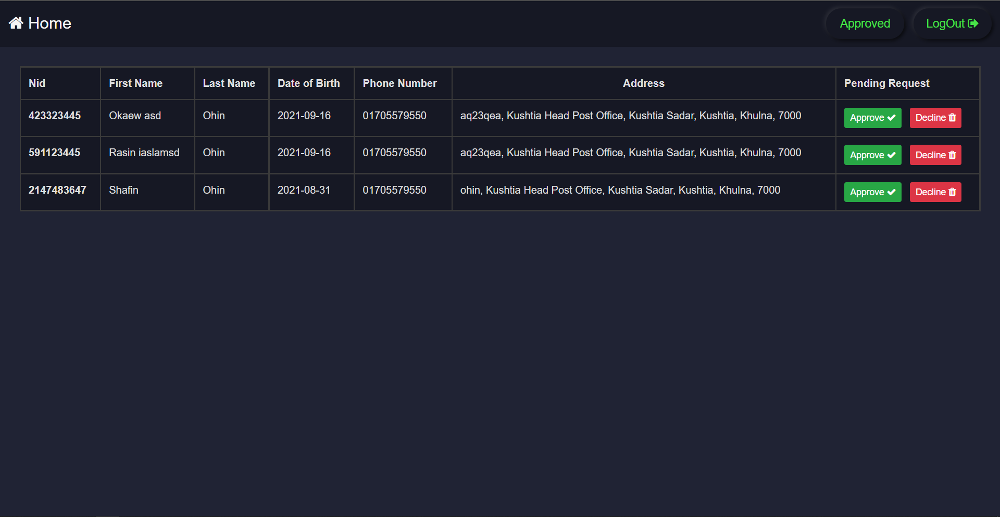 Home
Approved
LogOut
Nid First Name Last Name Date of Birth Phone Number Address Pending Request
423323445 Okaew asd Ohin 2021-09-16 01705579550 aq23qea, Kushtia Head Post Office, Kushtia Sadar, Kushtia, Khulna, 7000 Approve Decline
591123445 Rasin iaslamsd Ohin 2021-09-16 01705579550 aq23qea, Kushtia Head Post Office, Kushtia Sadar, Kushtia, Khulna, 7000 Approve Decline
2147483647 Shafin Ohin 2021-08-31 01705579550 ohin, Kushtia Head Post Office, Kushtia Sadar, Kushtia, Khulna, 7000 Approve Decline